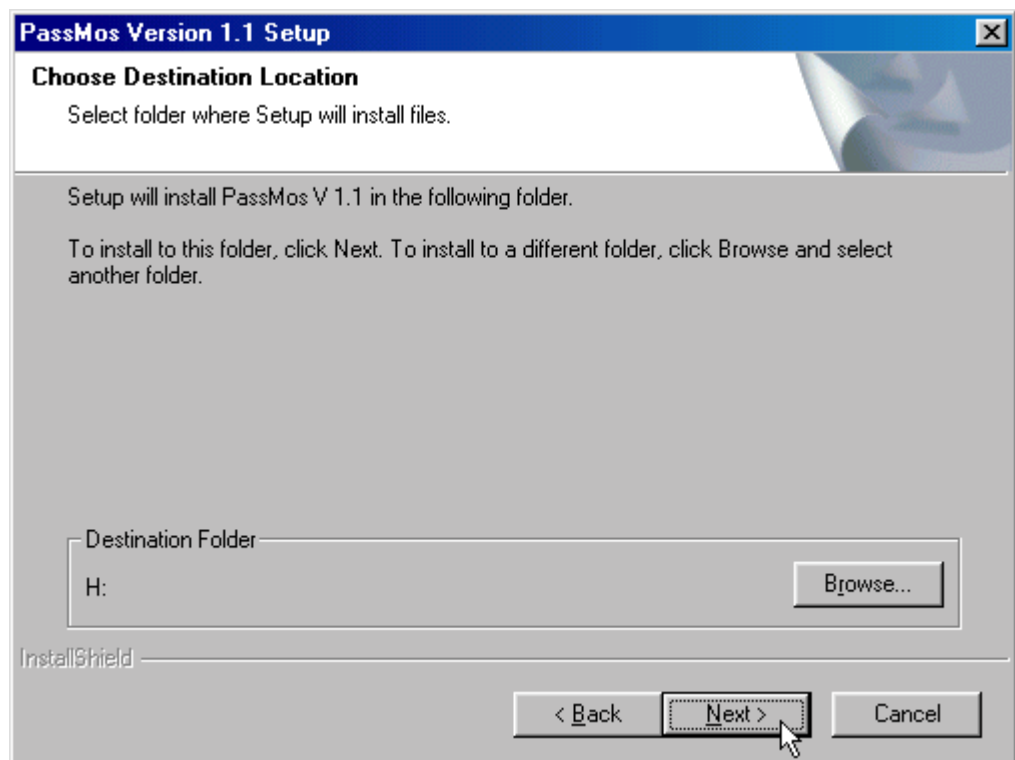 PassMos Version 1.1 Setup
Choose Destination Location
Select folder where Setup will install files.
Setup will install PassMos V 1.1 in the following folder.
To install to this folder, click Next. To install to a different folder, click Browse and select
another folder.
Destination Folder
H:
Browse...
InstallShield
< Back
Next >
Cancel